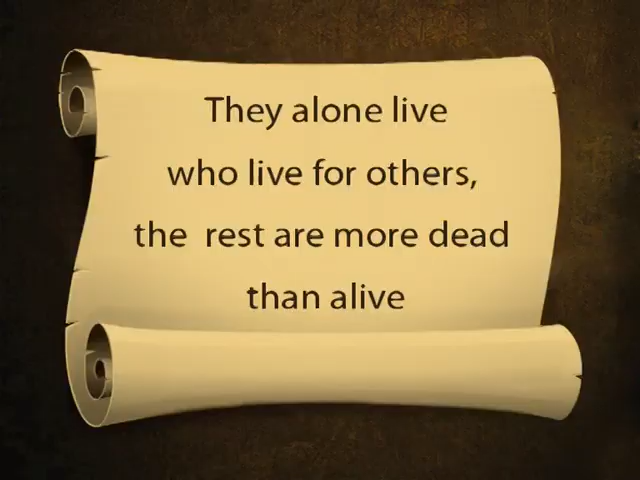 They alone live
who live for others,
the rest are more dead
than alive